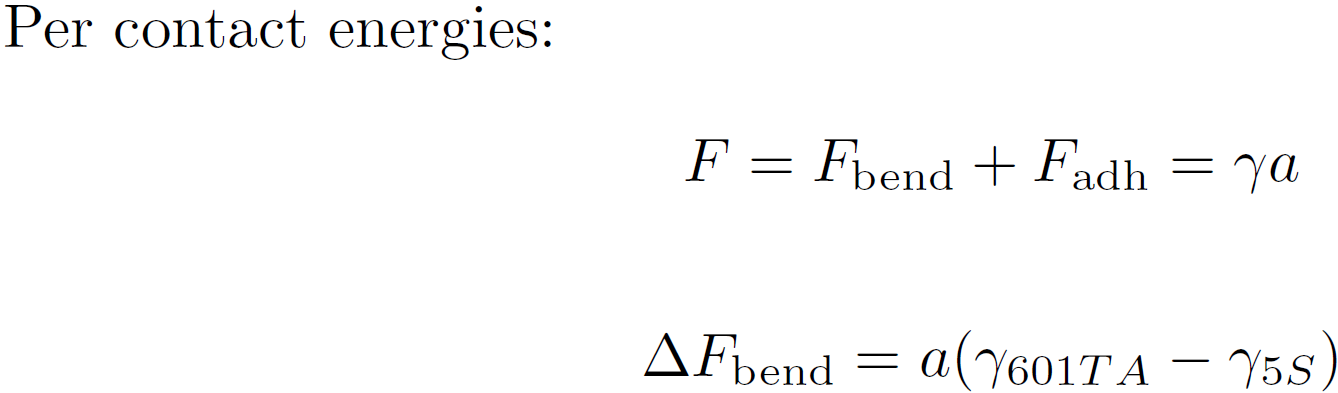 Per contact energies:
F = F_bend + F_adh = γa
ΔF_bend = a(γ_601TA − γ_5S)